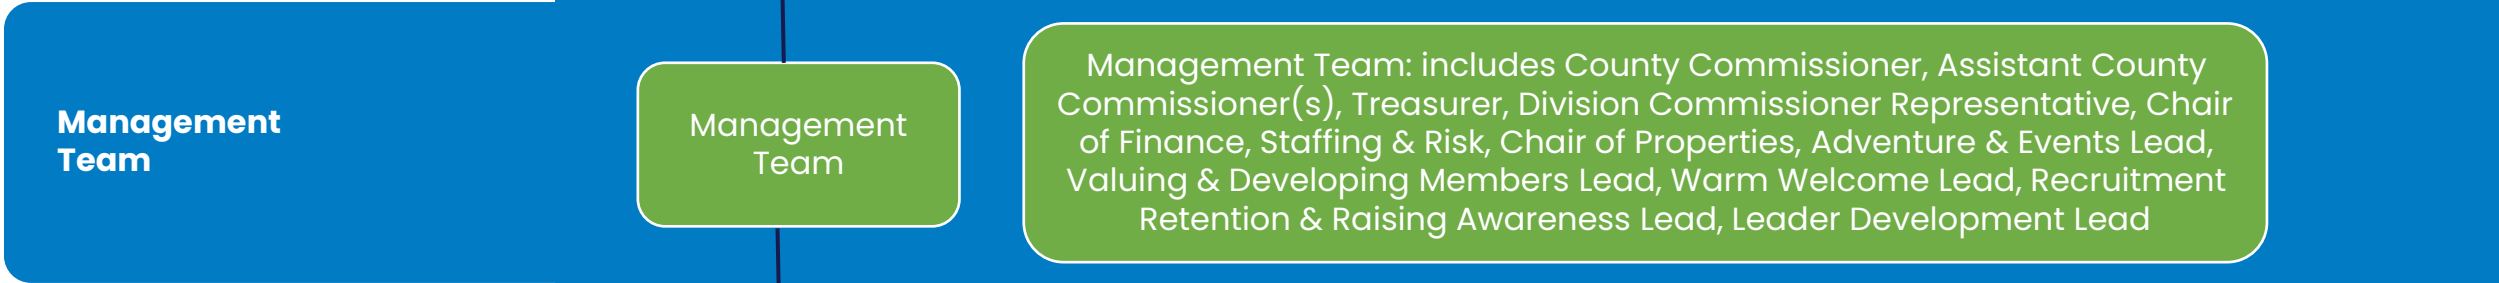 Management
Team
Management
Team
Management Team: includes County Commissioner, Assistant County
Commissioner(s), Treasurer, Division Commissioner Representative, Chair
of Finance, Staffing & Risk, Chair of Properties, Adventure & Events Lead,
Valuing & Developing Members Lead, Warm Welcome Lead, Recruitment
Retention & Raising Awareness Lead, Leader Development Lead